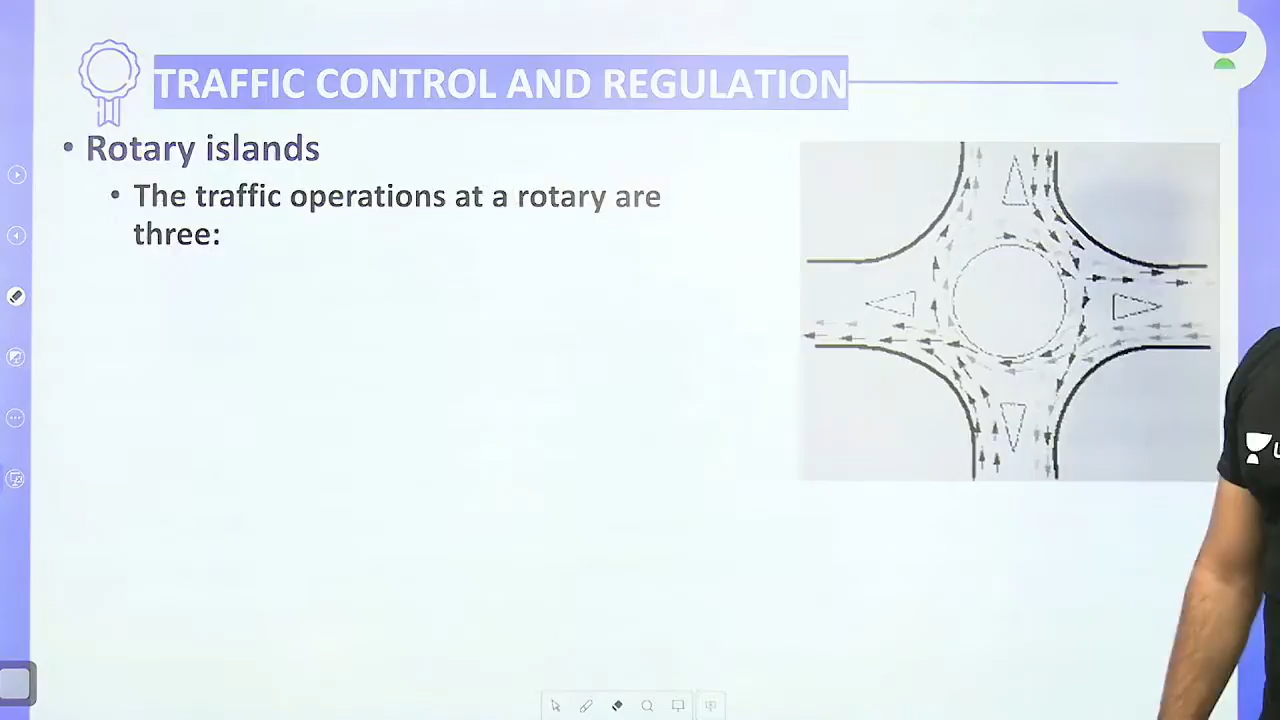 TRAFFIC CONTROL AND REGULATION
• Rotary islands
• The traffic operations at a rotary are
three: